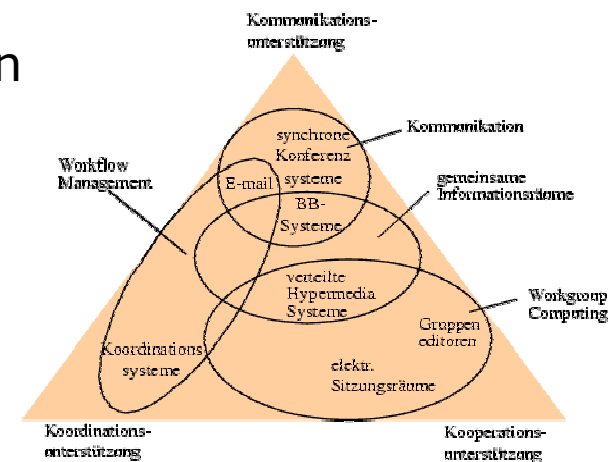 Kommunikations-
unterstützung
n
synchrone
Konferenz
systeme
Kommunikation
Workflow
Management
E-mail
gemeinsame
Informationsräume
BB-
Systeme
verteilte
Hypermedia
Systeme
Workgroup
Computing
Gruppen
editoren
Koordinations
systeme
elektr.
Sitzungsräume
Koordinations-
unterstützung
Kooperations-
unterstützung